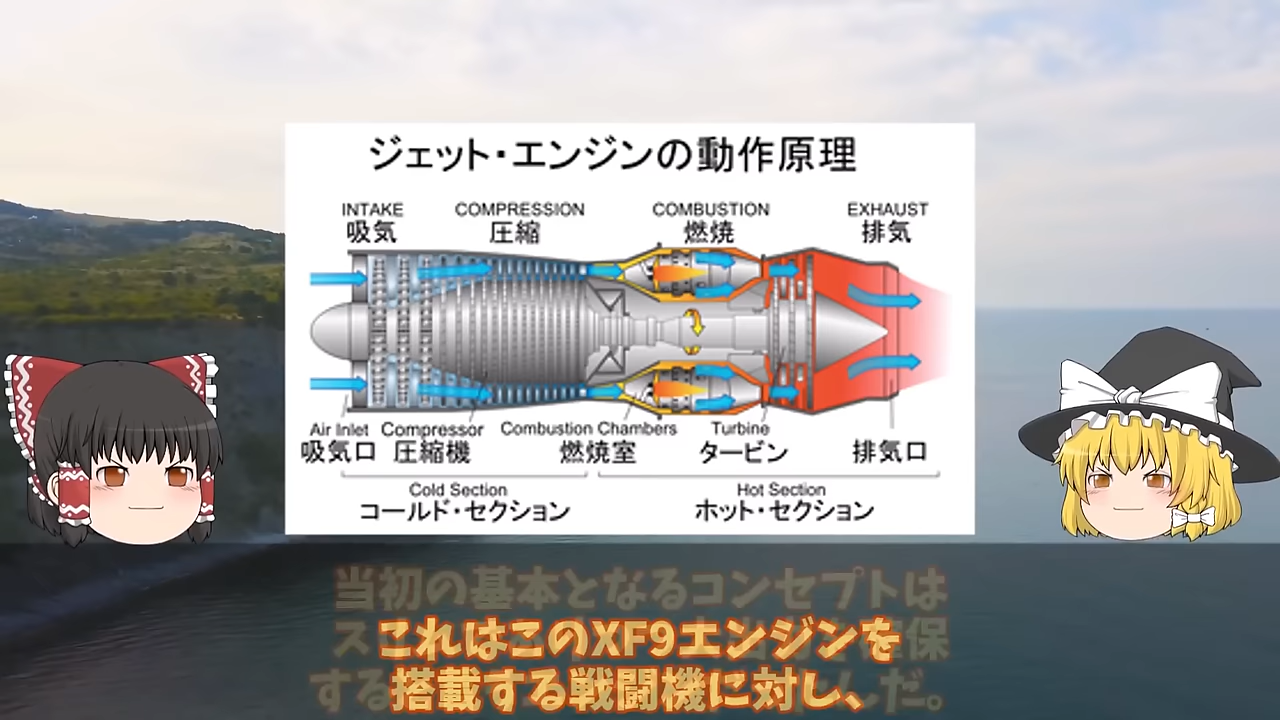 ジェット・エンジンの動作原理
INTAKE
吸気
COMPRESSION
圧縮
COMBUSTION
燃焼
EXHAUST
排気
Air Inlet
吸気口
Compressor
圧縮機
Combustion Chambers
燃焼室
Turbine
タービン
排気口
Cold Section
コールド・セクション
Hot Section
ホット・セクション
当初の基本となるコンセプトは
これはこのXF9エンジンを
搭載する戦闘機に対し、